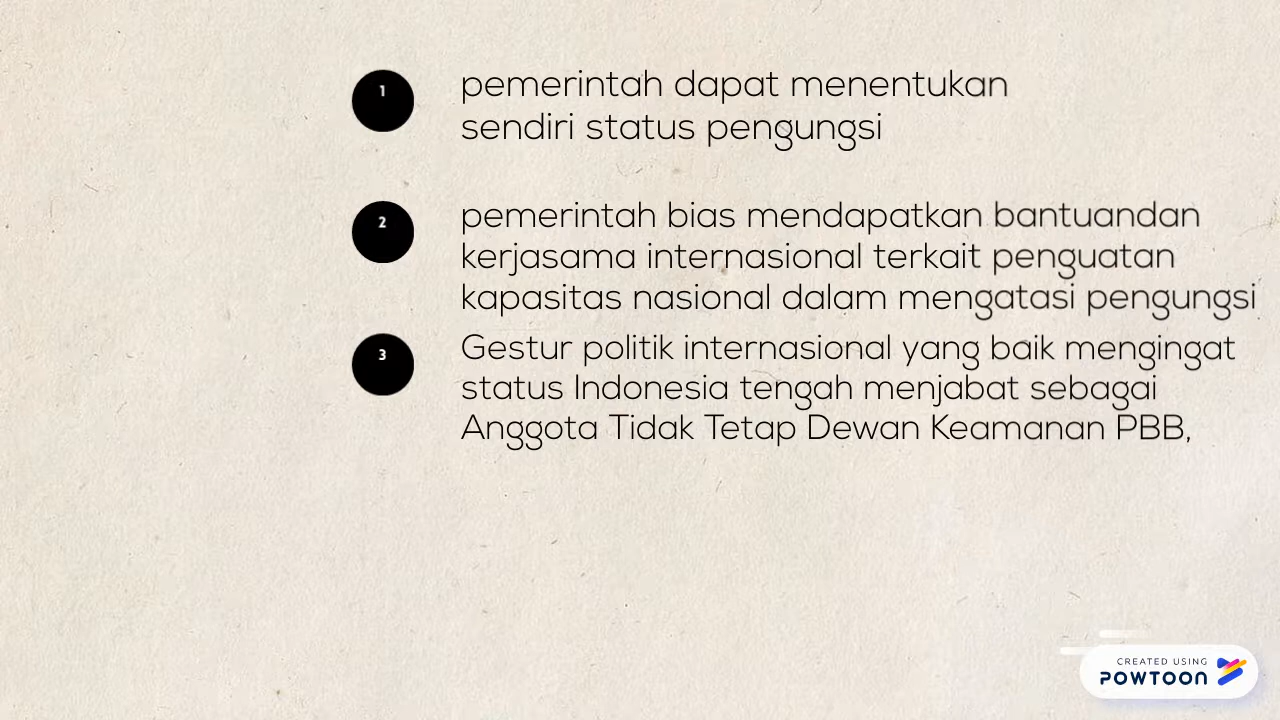 1
pemerintah dapat menentukan
sendiri status pengungsi
2
pemerintah bias mendapatkan bantuandan
kerjasama internasional terkait penguatan
kapasitas nasional dalam mengatasi pengungsi
3
Gestur politik internasional yang baik mengingat
status Indonesia tengah menjabat sebagai
Anggota Tidak Tetap Dewan Keamanan PBB,
CREATED USING
POWTOON